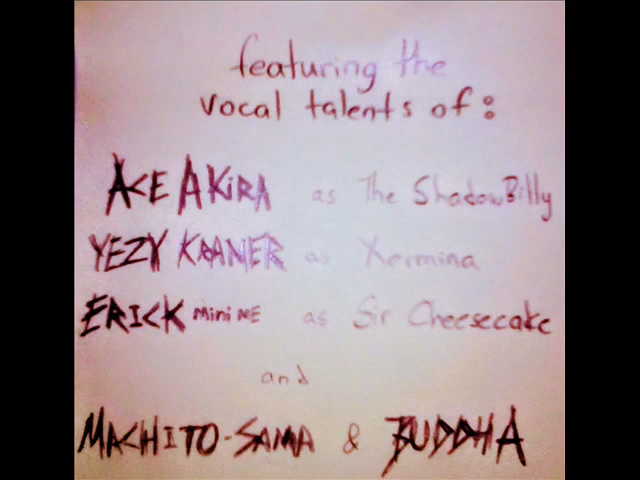 featuring the
vocal talents of:
ACE AKiRA as The ShadowBilly
YEZY KRANER as Xermina
ERICK mini ME as Sir Cheesecake
and
MACHITO-SAMA & BUDDHA